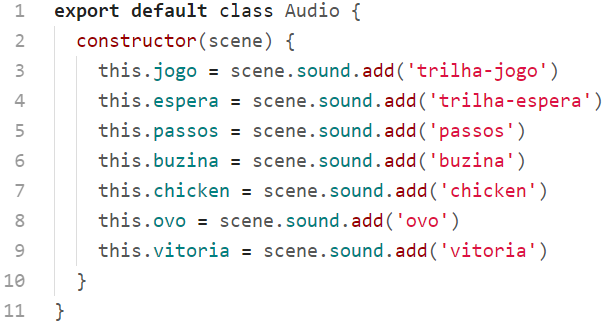 1 export default class Audio {
2 constructor(scene) {
3 this.jogo = scene.sound.add('trilha-jogo')
4 this.espera = scene.sound.add('trilha-espera')
5 this.passos = scene.sound.add('passos')
6 this.buzina = scene.sound.add('buzina')
7 this.chicken = scene.sound.add('chicken')
8 this.ovo = scene.sound.add('ovo')
9 this.vitoria = scene.sound.add('vitoria')
10 }
11 }